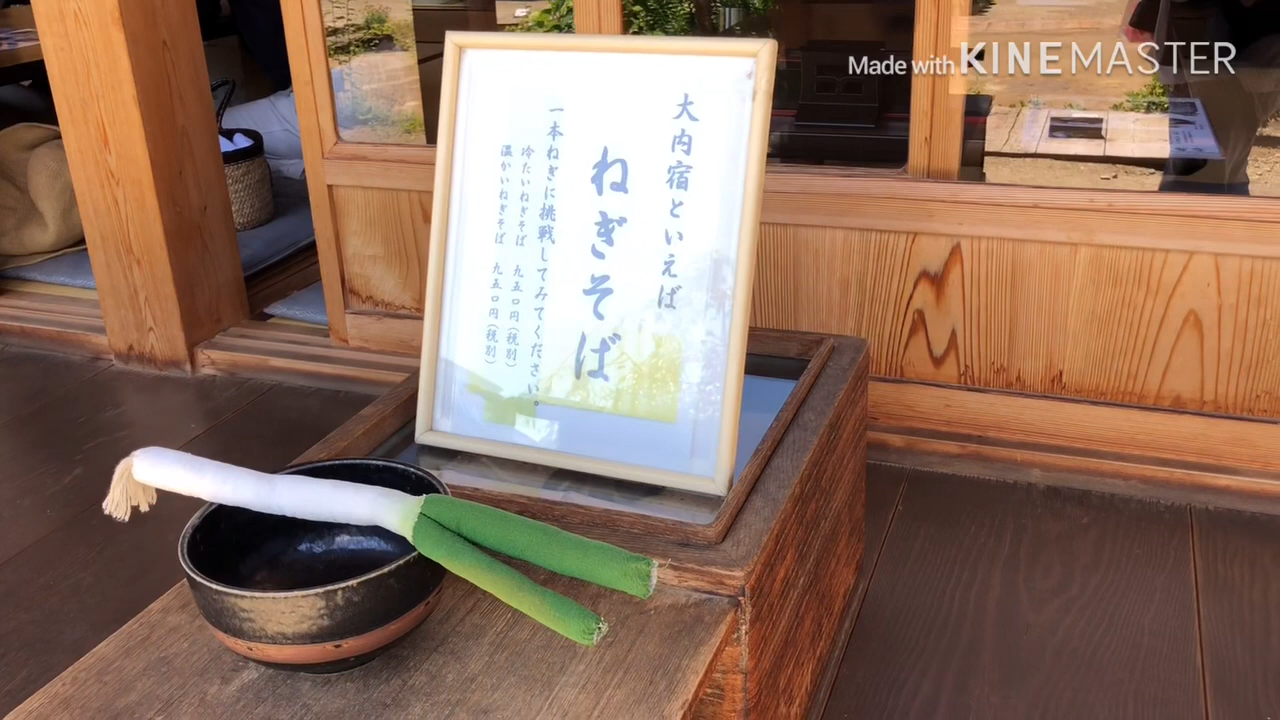 大内宿といえば
ねぎそば
一本ねぎに挑戦してみてください。
冷たいねぎそば 九五〇円(税別)
温かいねぎそば 九五〇円(税別)
Made with KINEMASTER